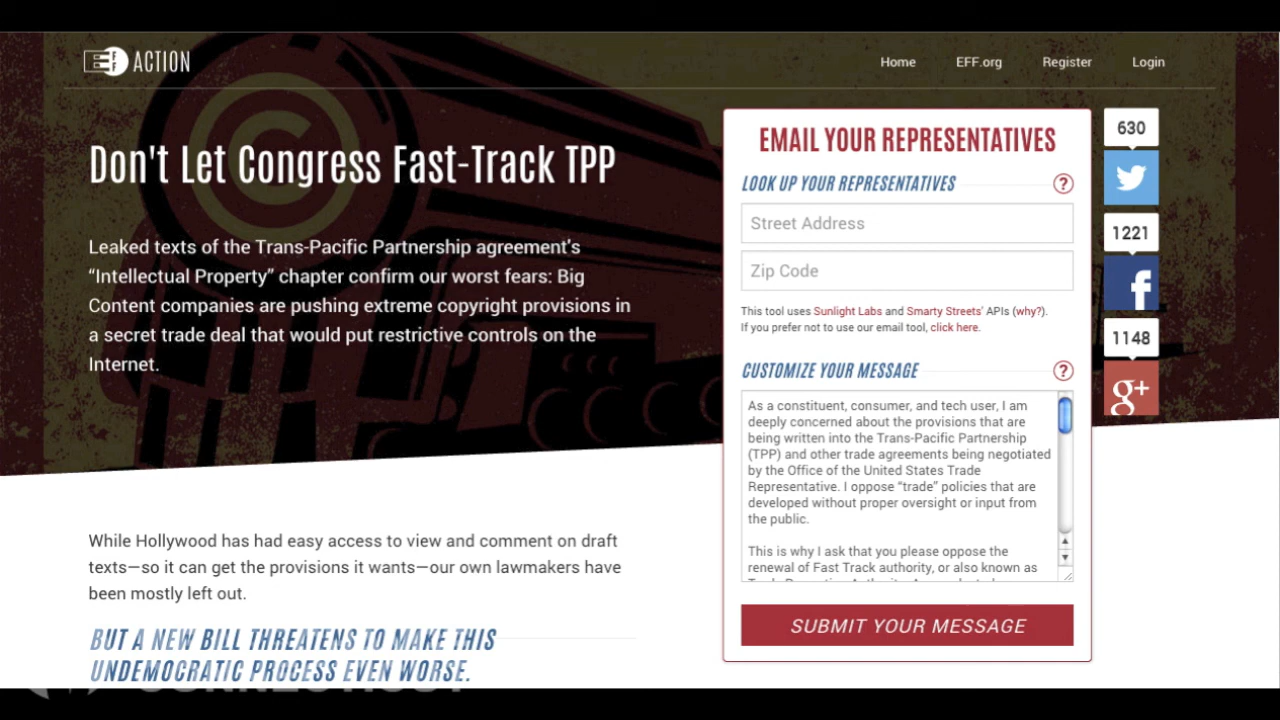 EFF ACTION
Home
EFF.org
Register
Login
Don't Let Congress Fast-Track TPP
Leaked texts of the Trans-Pacific Partnership agreement's
“Intellectual Property” chapter confirm our worst fears: Big
Content companies are pushing extreme copyright provisions in
a secret trade deal that would put restrictive controls on the
Internet.
While Hollywood has had easy access to view and comment on draft
texts—so it can get the provisions it wants—our own lawmakers have
been mostly left out.
BUT A NEW BILL THREATENS TO MAKE THIS
UNDEMOCRATIC PROCESS EVEN WORSE.
EMAIL YOUR REPRESENTATIVES
LOOK UP YOUR REPRESENTATIVES ?
Street Address
Zip Code
This tool uses Sunlight Labs and Smarty Streets' APIs (why?).
If you prefer not to use our email tool, click here.
CUSTOMIZE YOUR MESSAGE ?
As a constituent, consumer, and tech user, I am
deeply concerned about the provisions that are
being written into the Trans-Pacific Partnership
(TPP) and other trade agreements being negotiated
by the Office of the United States Trade
Representative. I oppose “trade” policies that are
developed without proper oversight or input from
the public.
This is why I ask that you please oppose the
renewal of Fast Track authority, or also known as
SUBMIT YOUR MESSAGE
630
1221
f
1148
g+